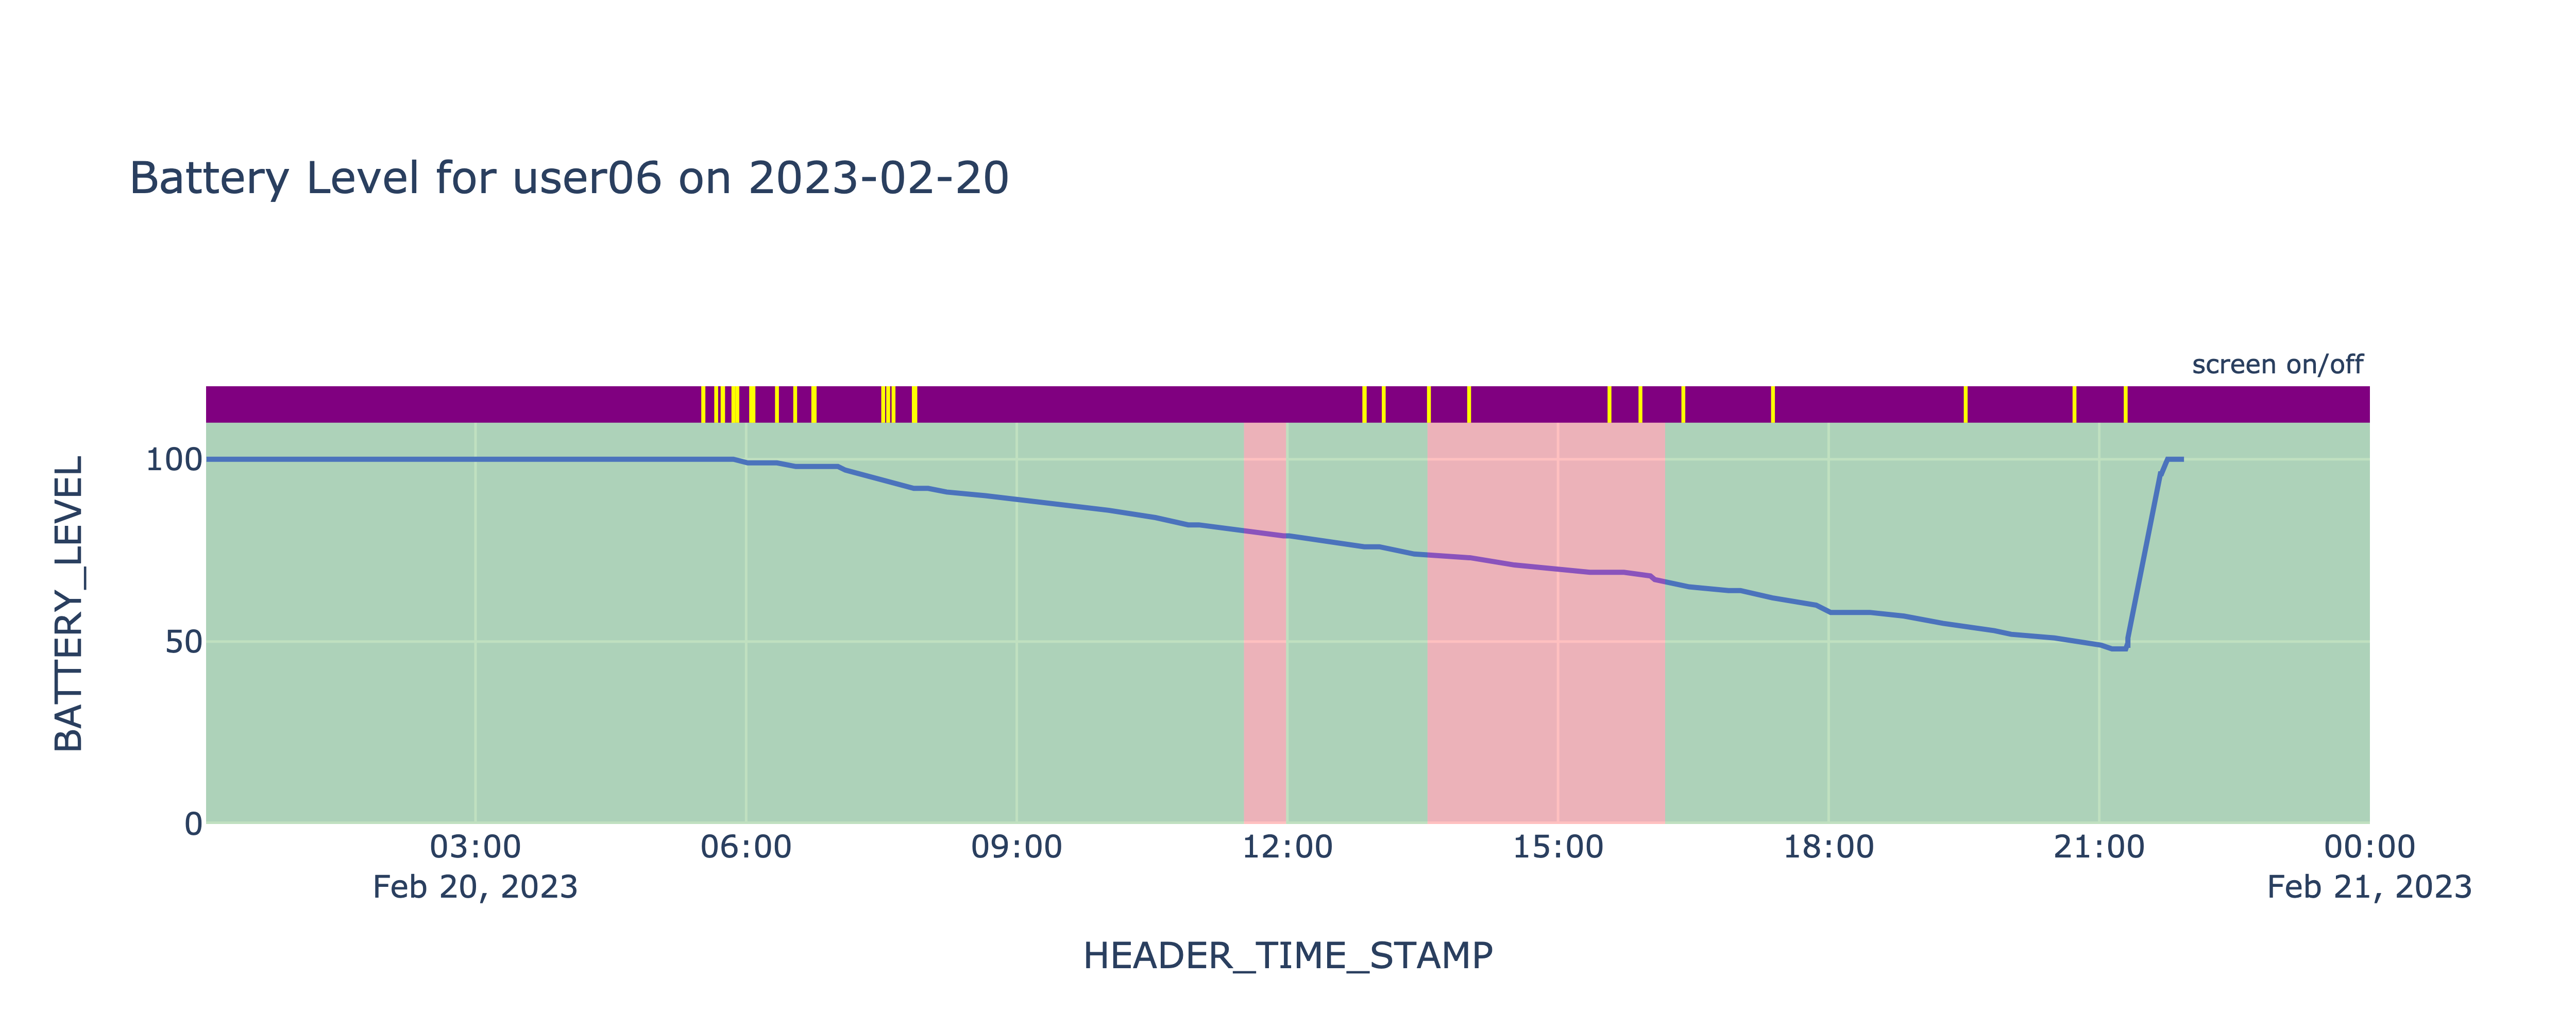 Battery Level for user06 on 2023-02-20
screen on/off
BATTERY_LEVEL
100
50
0
03:00 06:00 09:00 12:00 15:00 18:00 21:00 00:00
Feb 20, 2023 Feb 21, 2023
HEADER_TIME_STAMP